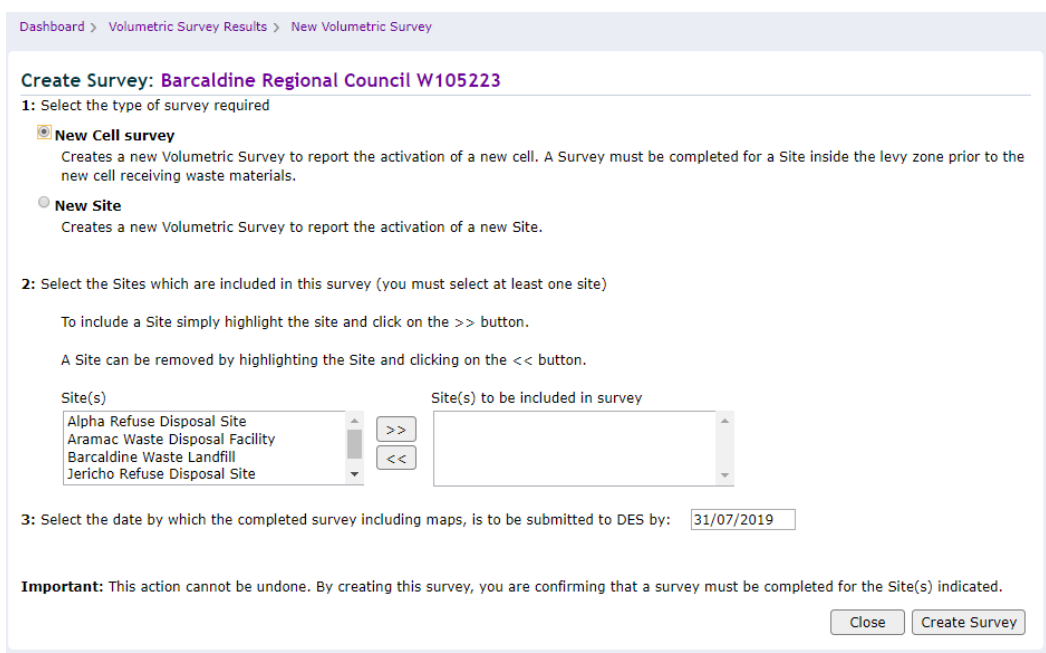 Dashboard > Volumetric Survey Results > New Volumetric Survey
Create Survey: Barcaldine Regional Council W105223
1: Select the type of survey required
New Cell survey
Creates a new Volumetric Survey to report the activation of a new cell. A Survey must be completed for a Site inside the levy zone prior to the
new cell receiving waste materials.
New Site
Creates a new Volumetric Survey to report the activation of a new Site.
2: Select the Sites which are included in this survey (you must select at least one site)
To include a Site simply highlight the site and click on the >> button.
A Site can be removed by highlighting the Site and clicking on the << button.
Site(s) Site(s) to be included in survey
Alpha Refuse Disposal Site
Aramac Waste Disposal Facility
Barcaldine Waste Landfill
Jericho Refuse Disposal Site
>>
<<
3: Select the date by which the completed survey including maps, is to be submitted to DES by: 31/07/2019
Important: This action cannot be undone. By creating this survey, you are confirming that a survey must be completed for the Site(s) indicated.
Close Create Survey